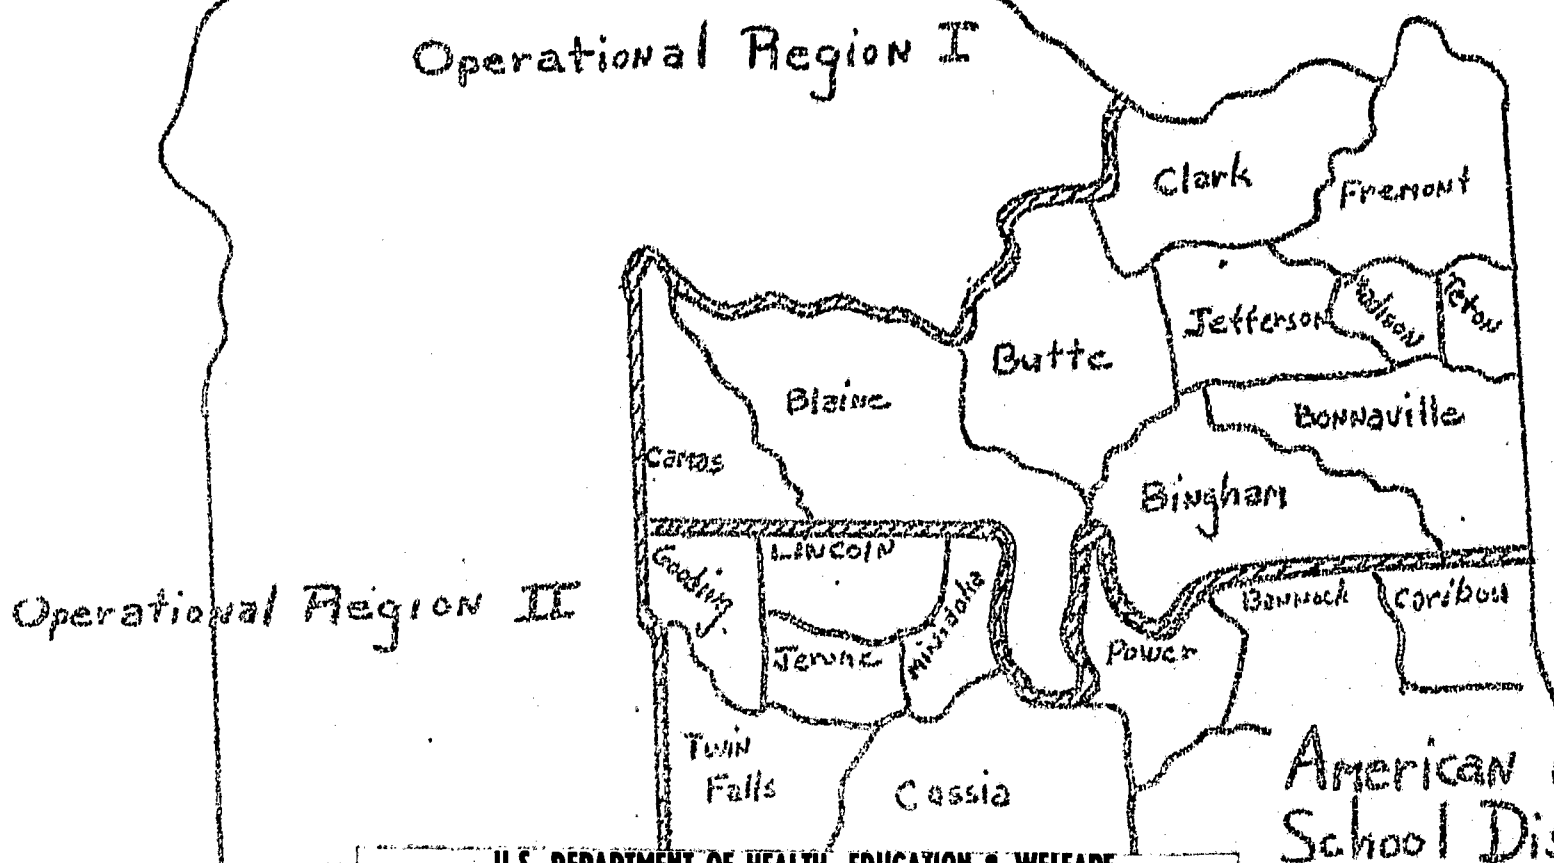 Operational Region I
Clark
Fremont
Jefferson
Madison
Teton
Butte
Blaine
Bonnaville
Camas
Bingham
Gooding
Lincoln
Minidoka
Operational Region II
Bannock
Caribou
Jerome
Power
Twin
Falls
Cassia
American
School Dis
U.S. DEPARTMENT OF HEALTH, EDUCATION & WELFARE